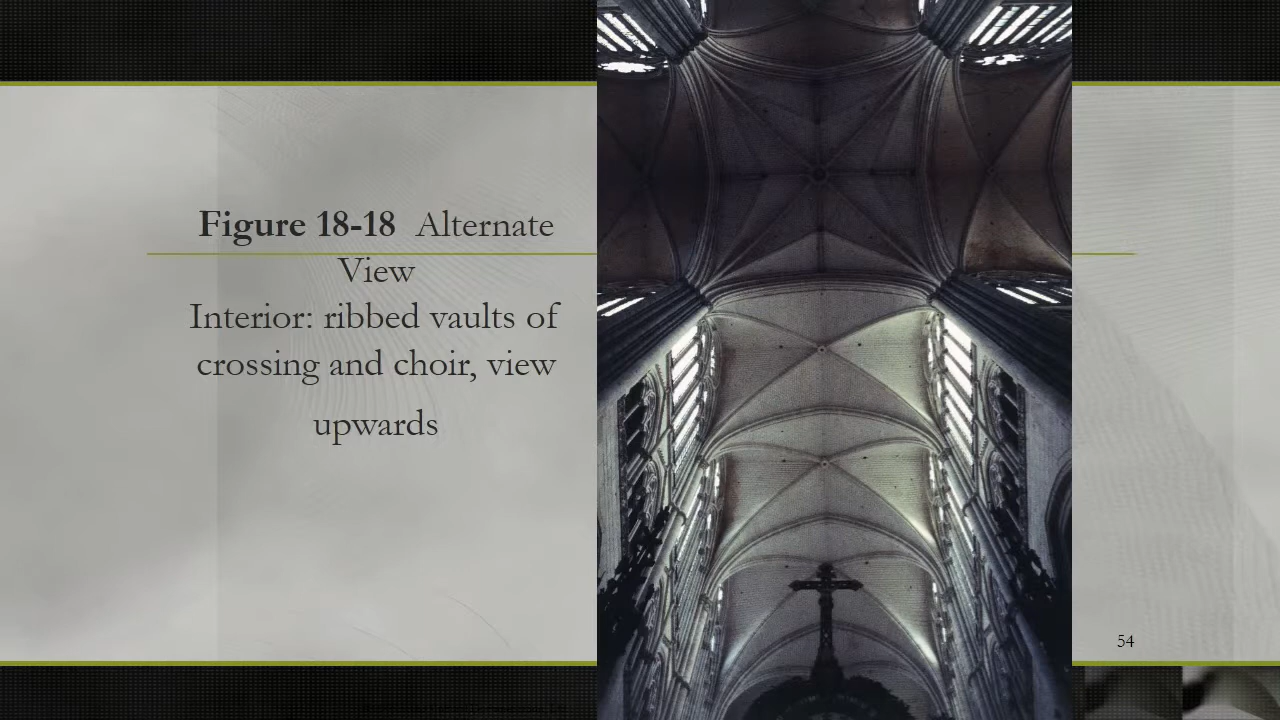 Figure 18-18 Alternate
View
Interior: ribbed vaults of
crossing and choir, view
upwards
54